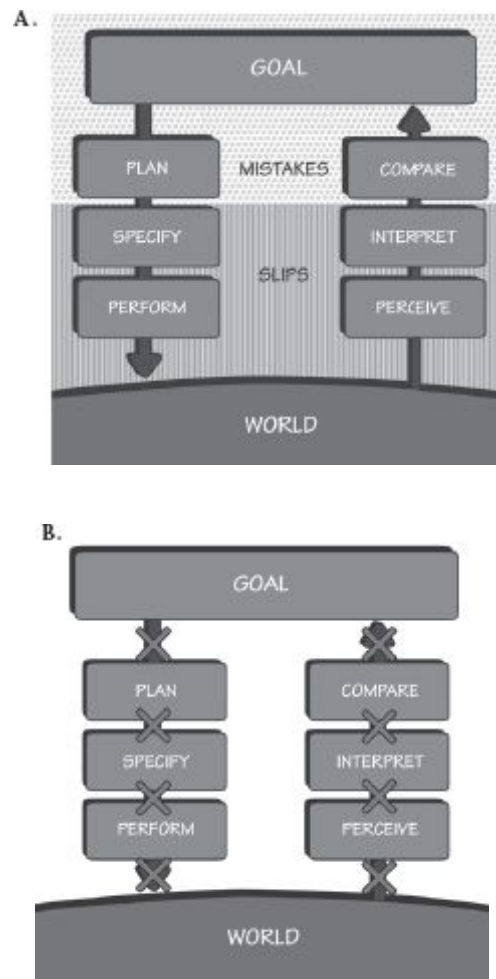 A.
GOAL
PLAN MISTAKES COMPARE
SPECIFY INTERPRET
SLIPS
PERFORM PERCEIVE
WORLD
B.
GOAL
PLAN COMPARE
SPECIFY INTERPRET
PERFORM PERCEIVE
WORLD